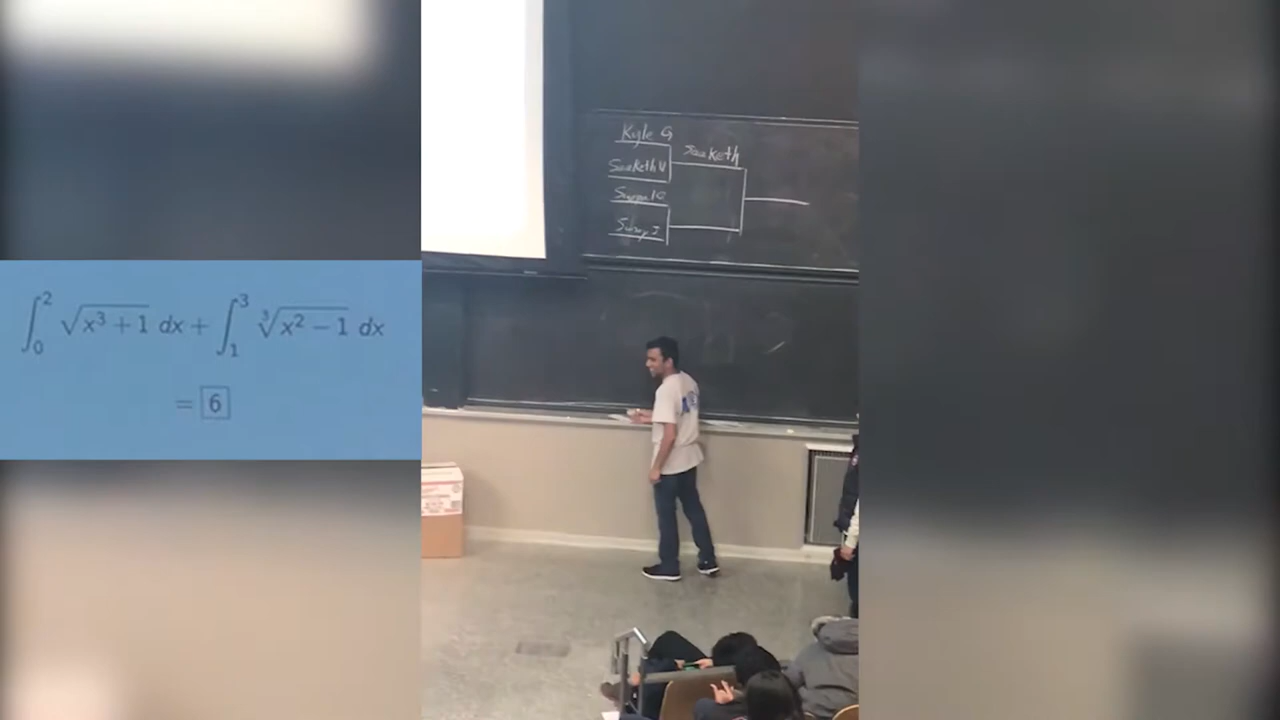 ∫₀² √(x³ + 1) dx + ∫₁³ ∛(x² − 1) dx
= 6
Kyle G
Saaketh
Saaketh V